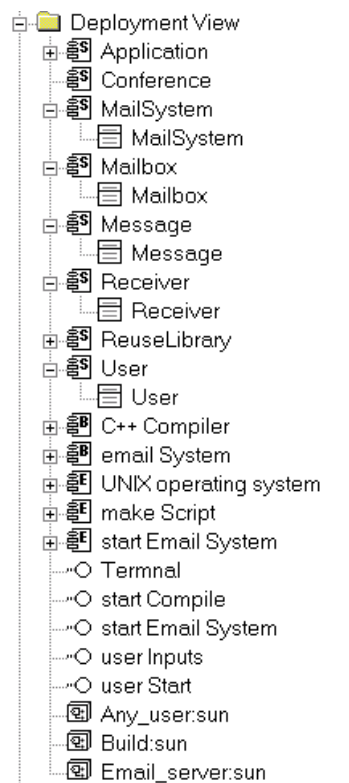 Deployment View
Application
Conference
MailSystem
MailSystem
Mailbox
Mailbox
Message
Message
Receiver
Receiver
ReuseLibrary
User
User
C++ Compiler
email System
UNIX operating system
make Script
start Email System
Termnal
start Compile
start Email System
user Inputs
user Start
Any_user:sun
Build:sun
Email_server:sun